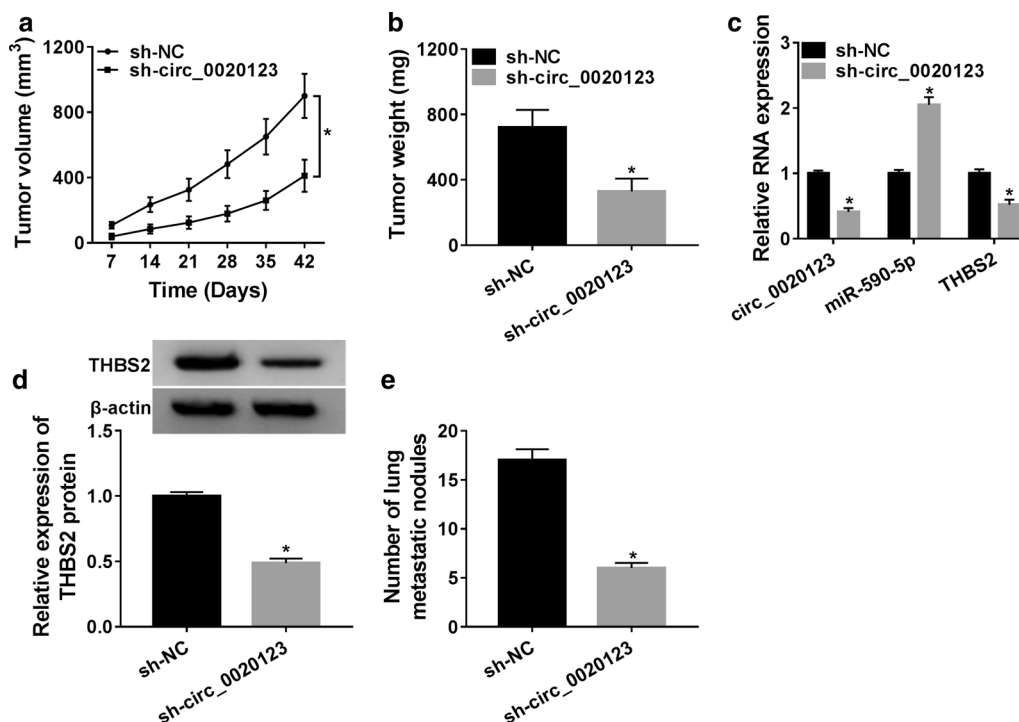 a
Tumor volume (mm³)
1200
800
400
0
sh-NC
sh-circ_0020123
*
7 14 21 28 35 42
Time (Days)
b
Tumor weight (mg)
1200
800
400
0
sh-NC
sh-circ_0020123
*
sh-NC
sh-circ_0020123
c
Relative RNA expression
3
2
1
0
sh-NC
sh-circ_0020123
*
*
*
circ_0020123
miR-590-5p
THBS2
d
THBS2
β-actin
Relative expression of
THBS2 protein
1.5
1.0
0.5
0.0
*
sh-NC
sh-circ_0020123
e
Number of lung
metastatic nodules
20
15
10
5
0
*
sh-NC
sh-circ_0020123